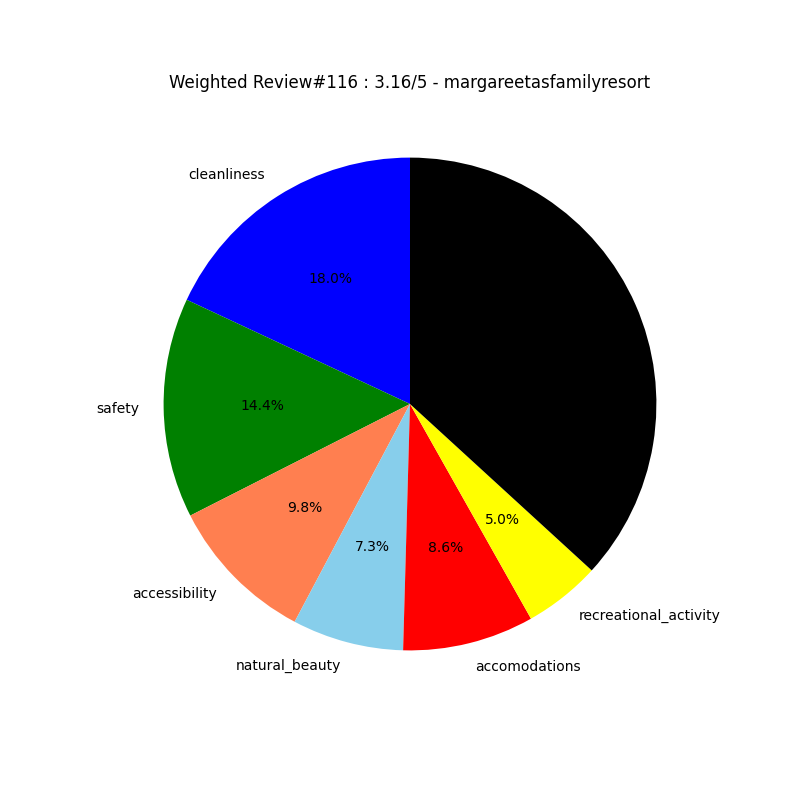 Weighted Review#116 : 3.16/5 - margareetasfamilyresort
cleanliness
18.0%
safety
14.4%
accessibility
9.8%
natural_beauty
7.3%
accomodations
8.6%
recreational_activity
5.0%